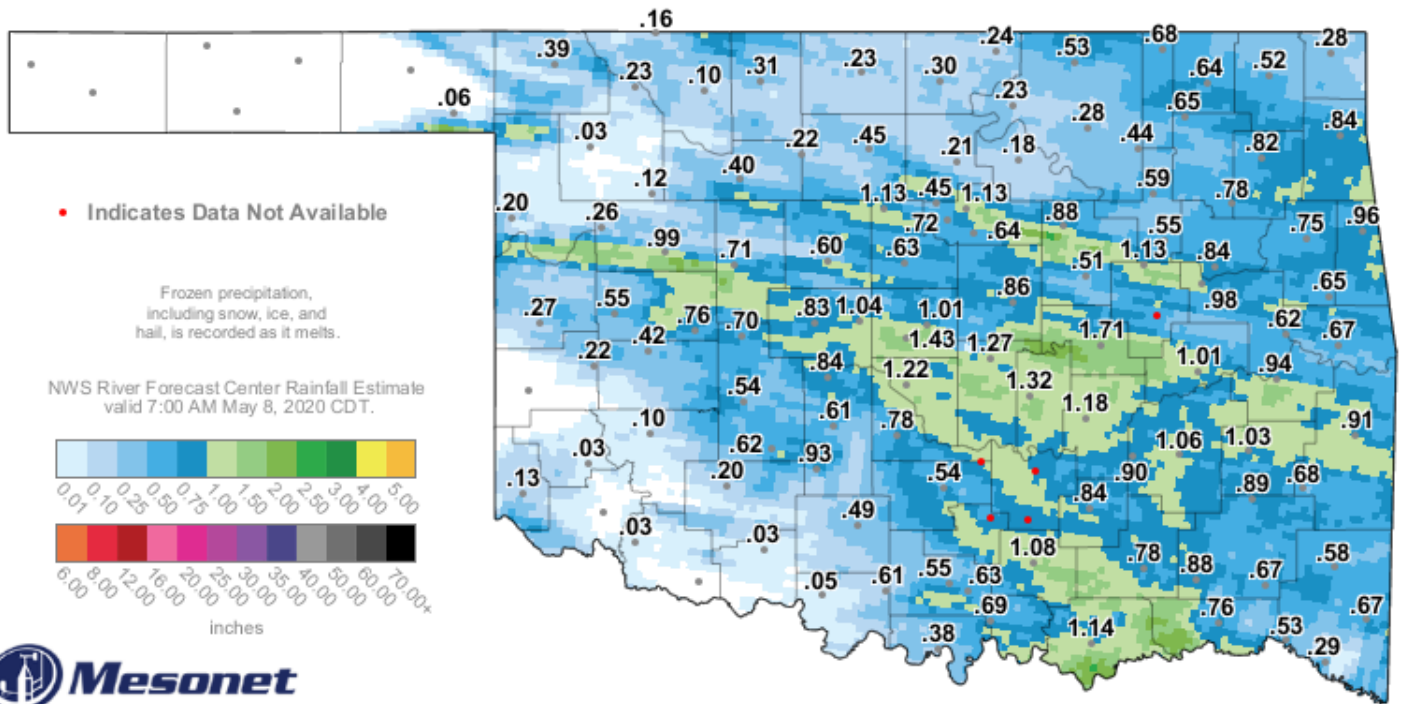 .16
.39 .23 .10 .31 .23 .30 .24 .53 .68 .64 .52 .28
.06 .03 .22 .45 .21 .23 .18 .28 .44 .65 .82 .84
.12 .40 1.13 .45 1.13 .88 .59 .78
.20 .26 .99 .71 .60 .72 .63 .64 .51 .55 1.13 .84 .75 .96
Indicates Data Not Available
Frozen precipitation,
including snow, ice, and
hail, is recorded as it melts.
.27 .55 .76 .70 .83 1.04 1.01 .86 .98 .62 .65 .67
.22 .42 .84 1.43 1.27 1.71 1.01 .94
NWS River Forecast Center Rainfall Estimate
valid 7:00 AM May 8, 2020 CDT.
.54 1.22 1.32 1.18
.10 .61 .78 1.06 1.03 .91
.13 .03 .62 .20 .93 .54 .84 .90 .89 .68
0.01 0.10 0.25 0.50 0.75 1.00 1.50 2.00 2.50 3.00 4.00 5.00
.03 .03 .49 1.08 .78 .88 .67 .58
.05 .61 .55 .63 .69 .76 .67
6.00 8.00 12.00 16.00 20.00 25.00 30.00 35.00 40.00 50.00 60.00 70.00+
inches
.38 1.14 .53 .29
Mesonet